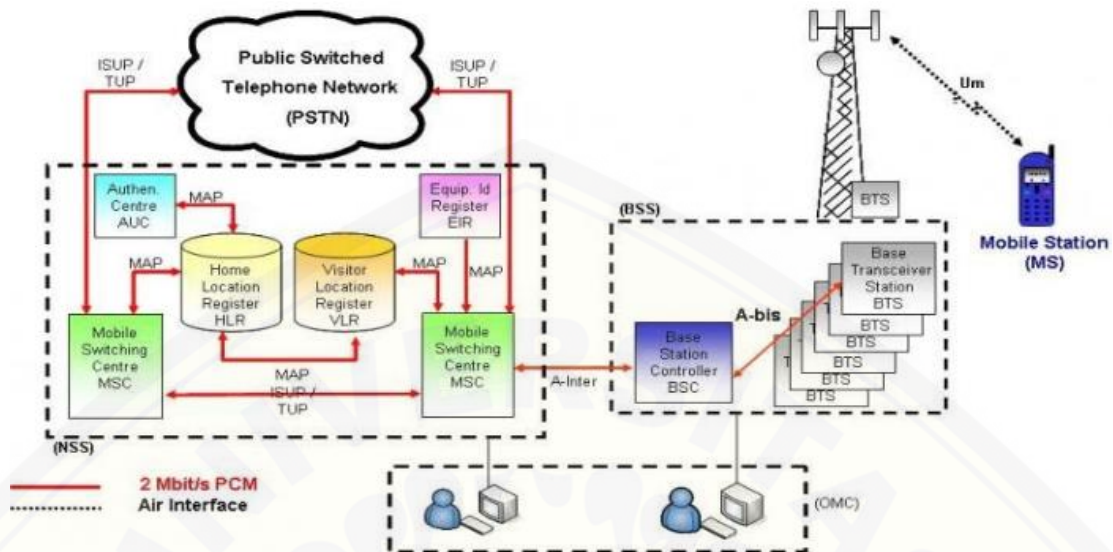 Public Switched
Telephone Network
(PSTN)
ISUP /
TUP
ISUP /
TUP
Um
Authen.
Centre
AUC
MAP
Equip. Id
Register
EIR
BTS
(BSS)
Mobile Station
(MS)
MAP
Home
Location
Register
HLR
Visitor
Location
Register
VLR
MAP
MAP
Base
Transceiver
Station
BTS
BTS
BTS
BTS
BTS
BTS
A-bis
Mobile
Switching
Centre
MSC
Mobile
Switching
Centre
MSC
Base
Station
Controller
BSC
A-Inter
MAP
ISUP /
TUP
(NSS)
2 Mbit/s PCM
Air Interface
(OMC)